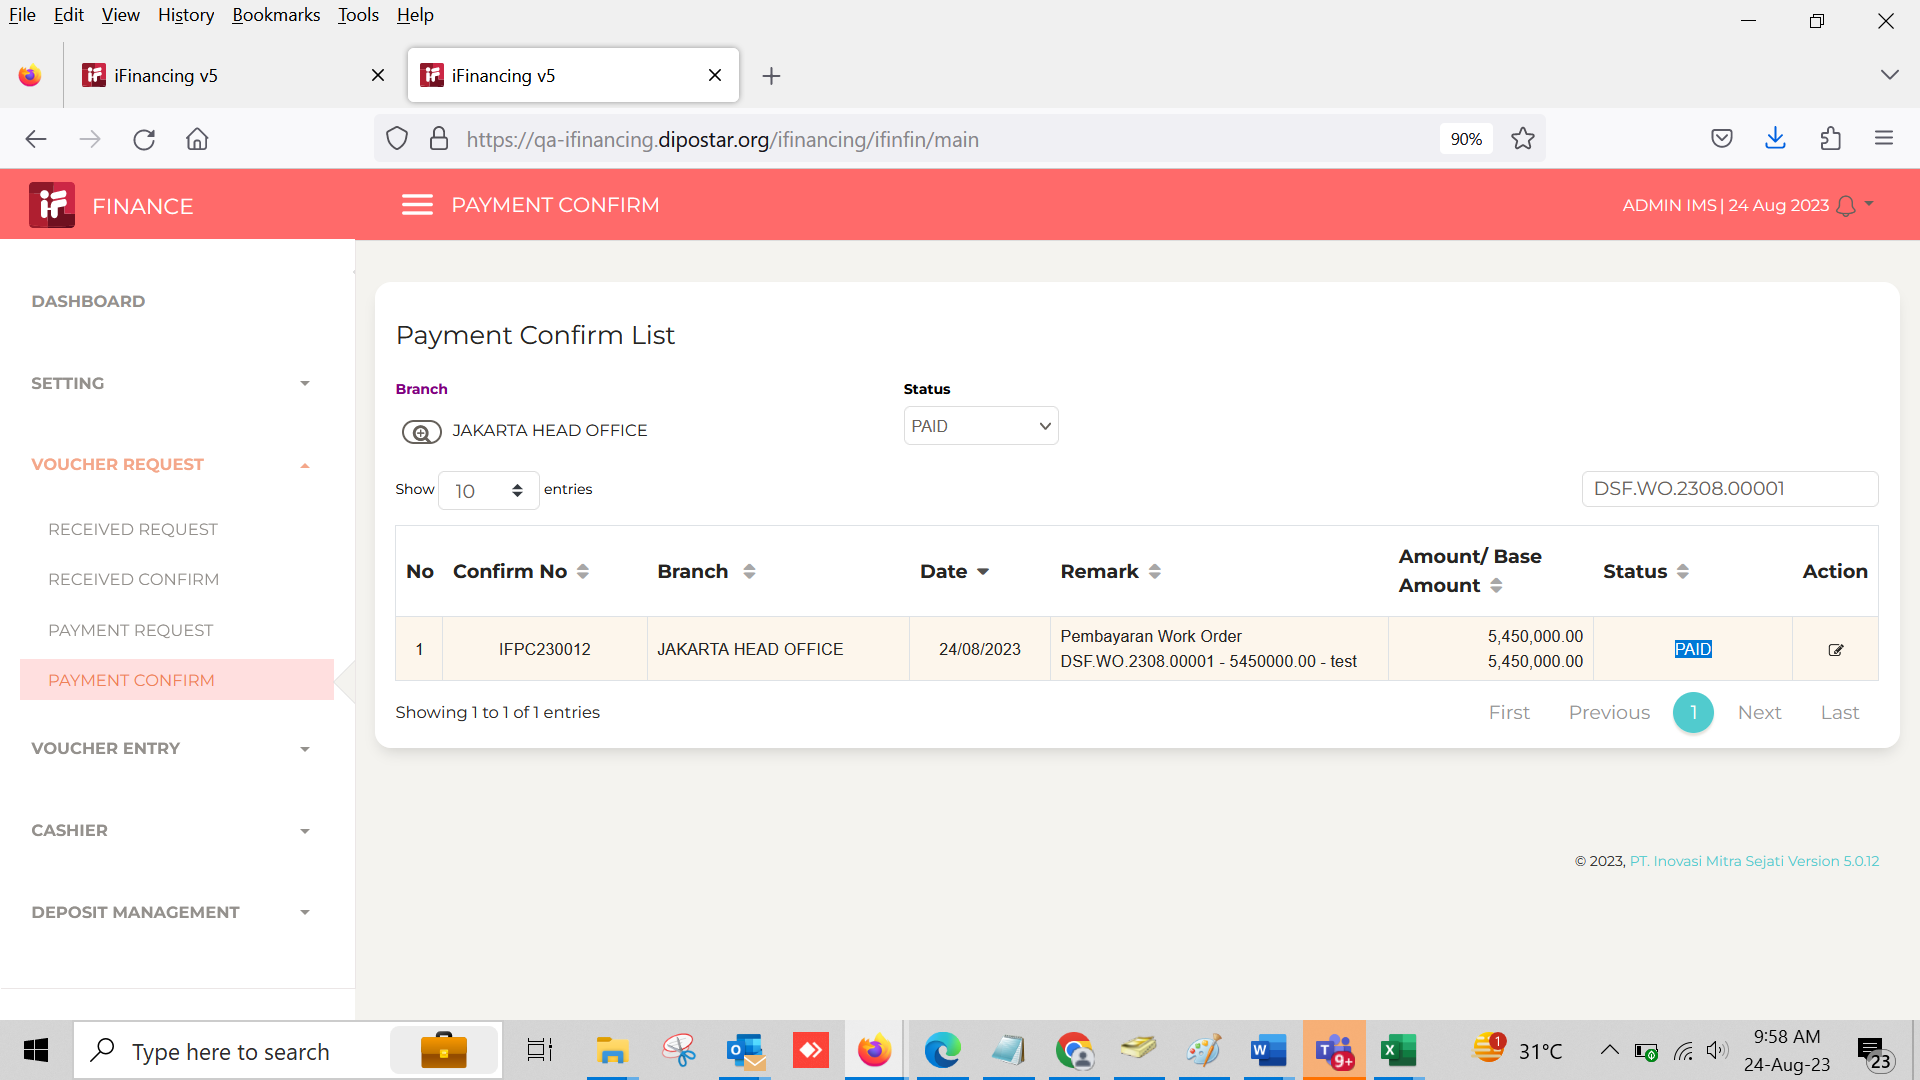 File Edit View History Bookmarks Tools Help
iFinancing v5
iFinancing v5
https://qa-ifinancing.dipostar.org/ifinancing/ifinfin/main
90%
iF FINANCE
PAYMENT CONFIRM
ADMIN IMS | 24 Aug 2023
DASHBOARD
SETTING
VOUCHER REQUEST
RECEIVED REQUEST
RECEIVED CONFIRM
PAYMENT REQUEST
PAYMENT CONFIRM
VOUCHER ENTRY
CASHIER
DEPOSIT MANAGEMENT
Payment Confirm List
Branch
JAKARTA HEAD OFFICE
Status
PAID
Show 10 entries
DSF.WO.2308.00001
No Confirm No Branch Date Remark Amount/ Base Amount Status Action
1 IFPC230012 JAKARTA HEAD OFFICE 24/08/2023 Pembayaran Work Order DSF.WO.2308.00001 - 5450000.00 - test 5,450,000.00 5,450,000.00 PAID
Showing 1 to 1 of 1 entries
First Previous 1 Next Last
© 2023, PT. Inovasi Mitra Sejati Version 5.0.12
Type here to search
9+
1
31°C
9:58 AM
24-Aug-23
23